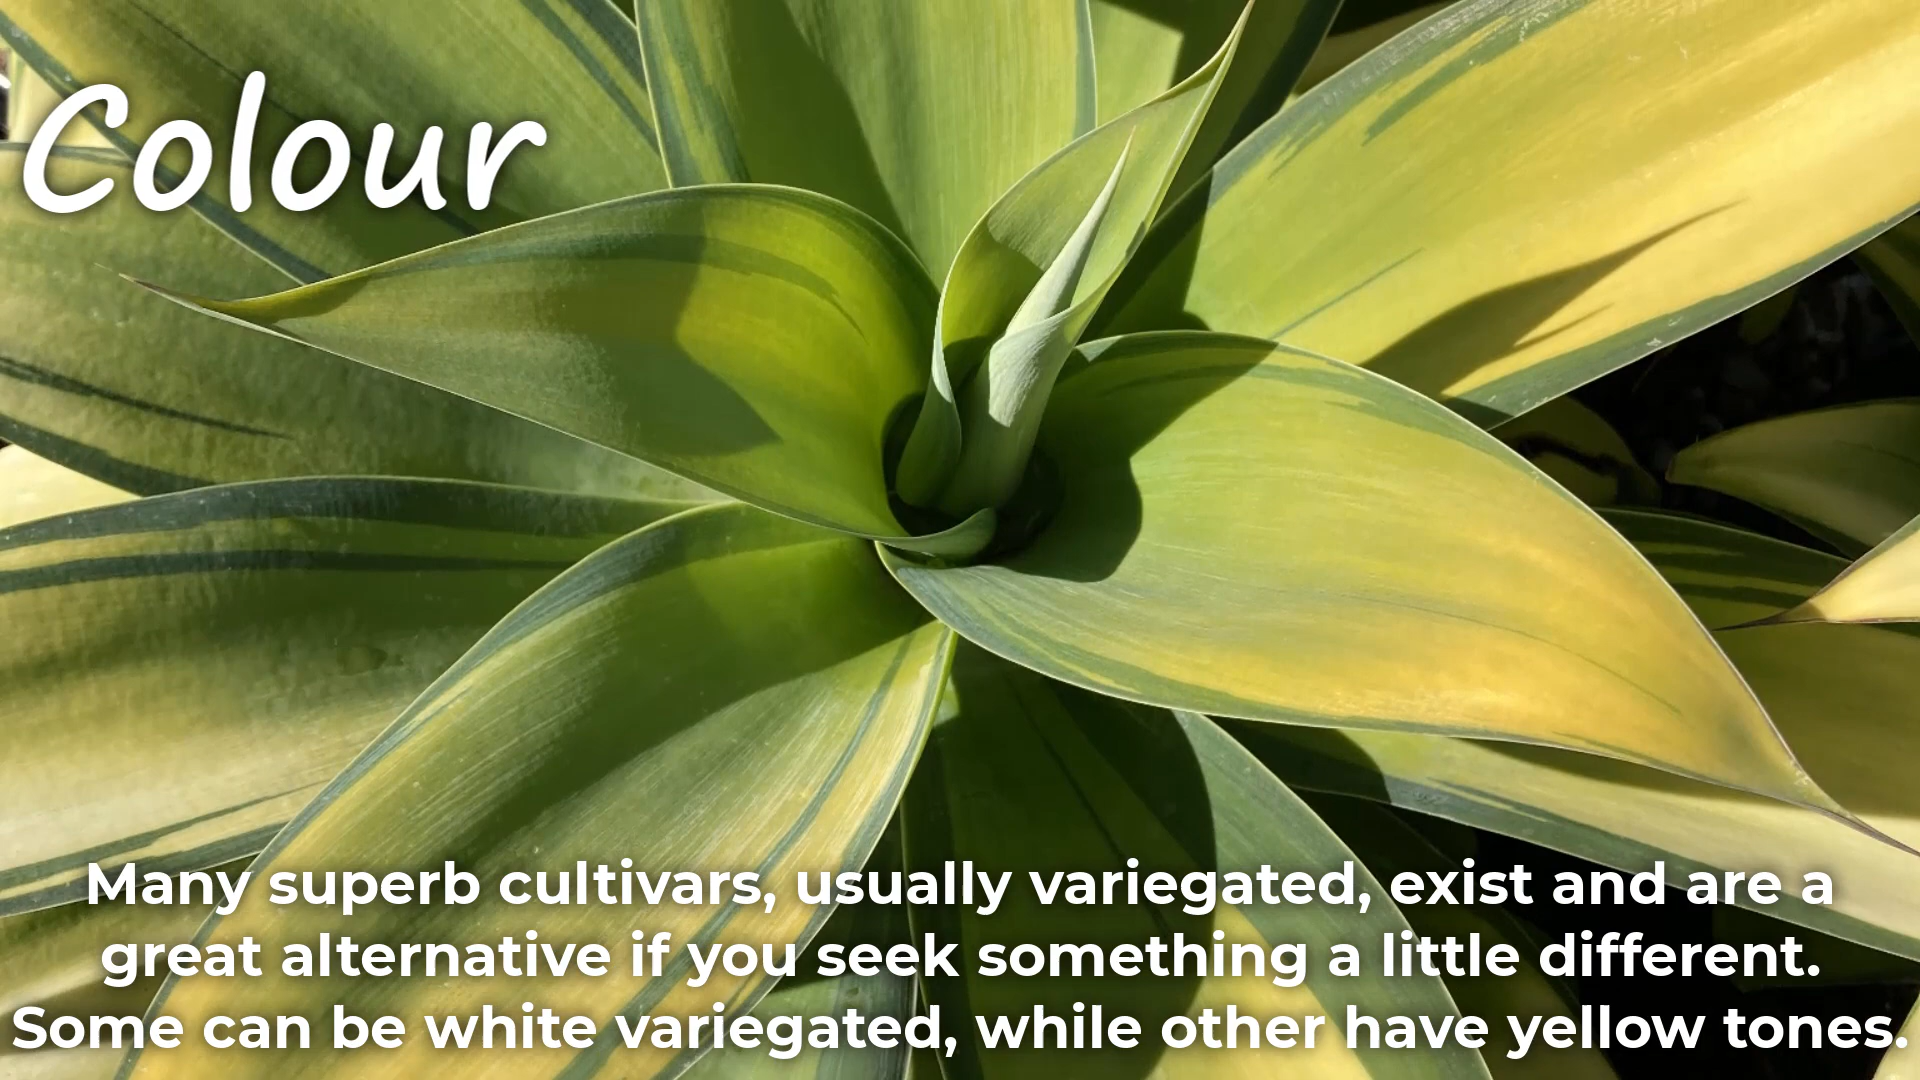 Colour
Many superb cultivars, usually variegated, exist and are a
great alternative if you seek something a little different.
Some can be white variegated, while other have yellow tones.